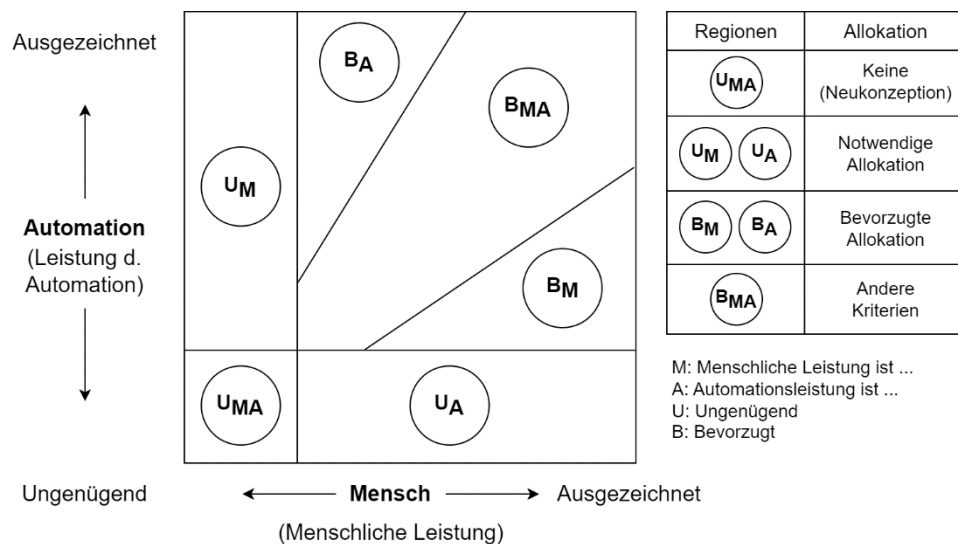 Ausgezeichnet
Automation
(Leistung d.
Automation)
Ungenügend
BA
BMA
UM
BM
UMA
UA
Mensch
Ausgezeichnet
(Menschliche Leistung)
Regionen Allokation
UMA Keine
(Neukonzeption)
UM UA Notwendige
Allokation
BM BA Bevorzugte
Allokation
BMA Andere
Kriterien
M: Menschliche Leistung ist ...
A: Automationsleistung ist ...
U: Ungenügend
B: Bevorzugt